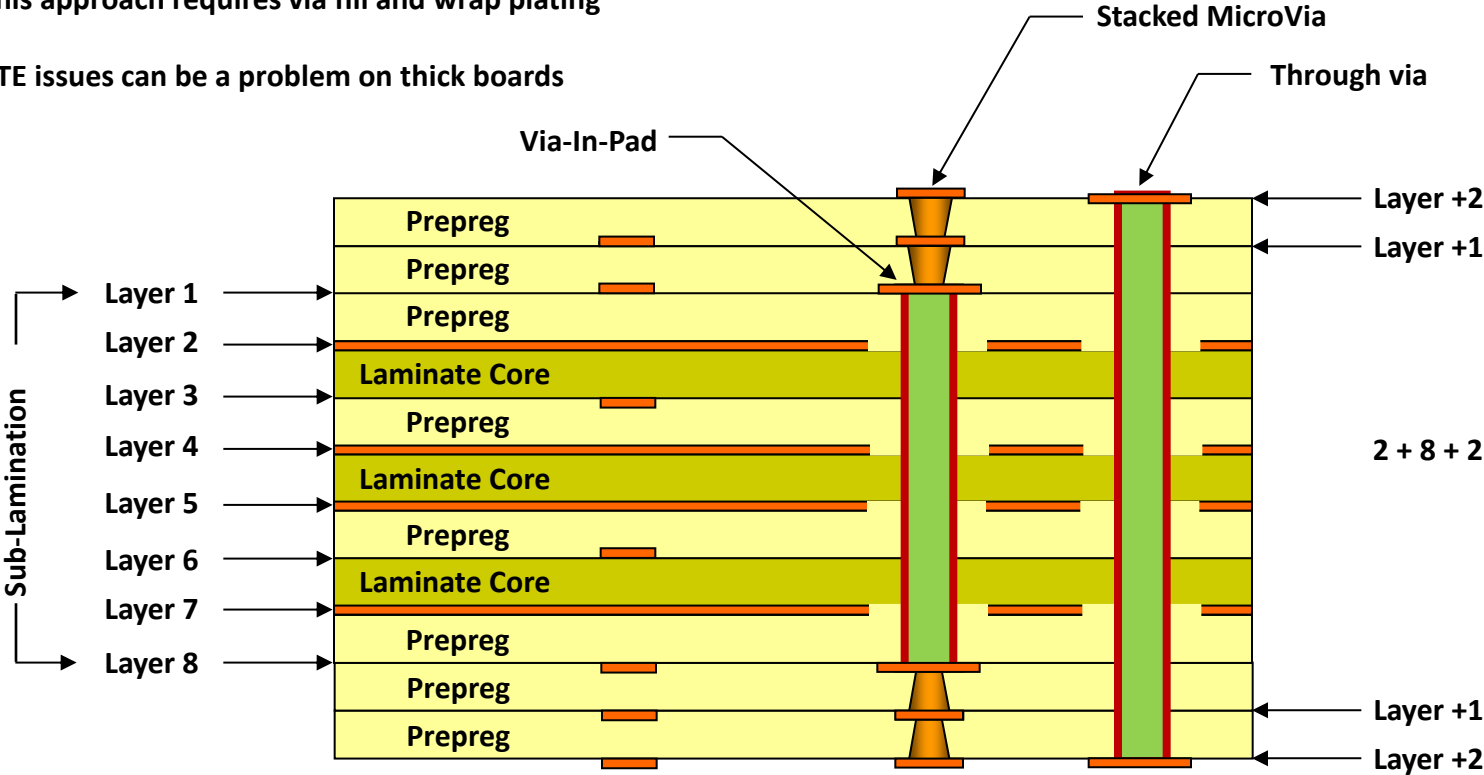 approach requires via fill and wrap plating
issues can be a problem on thick boards
Stacked MicroVia
Through via
Via-In-Pad
Layer +2
Prepreg
Layer +1
Prepreg
Layer 1
Prepreg
Layer 2
Laminate Core
Layer 3
Prepreg
Layer 4
2 + 8 + 2
Laminate Core
Layer 5
Prepreg
Layer 6
Laminate Core
Layer 7
Prepreg
Layer 8
Prepreg
Layer +1
Prepreg
Layer +2
Sub-Lamination